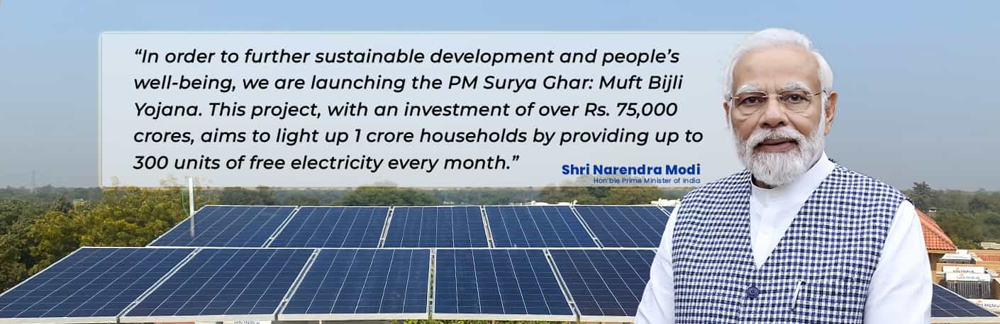 “In order to further sustainable development and people’s
well-being, we are launching the PM Surya Ghar: Muft Bijli
Yojana. This project, with an investment of over Rs. 75,000
crores, aims to light up 1 crore households by providing up to
300 units of free electricity every month.”
Shri Narendra Modi
Hon'ble Prime Minister of India